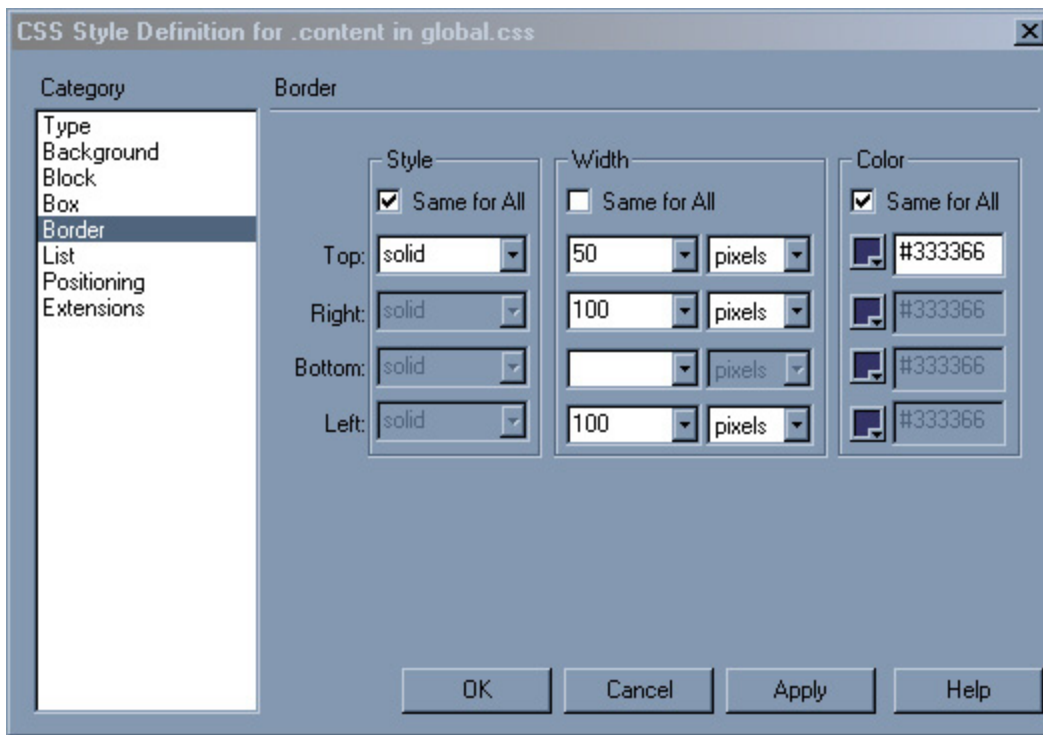 CSS Style Definition for .content in global.css
Category
Type
Background
Block
Box
Border
List
Positioning
Extensions
Border
Style Width Color
Same for All Same for All Same for All
Top: solid 50 pixels #333366
Right: solid 100 pixels #333366
Bottom: solid pixels #333366
Left: solid 100 pixels #333366
OK Cancel Apply Help